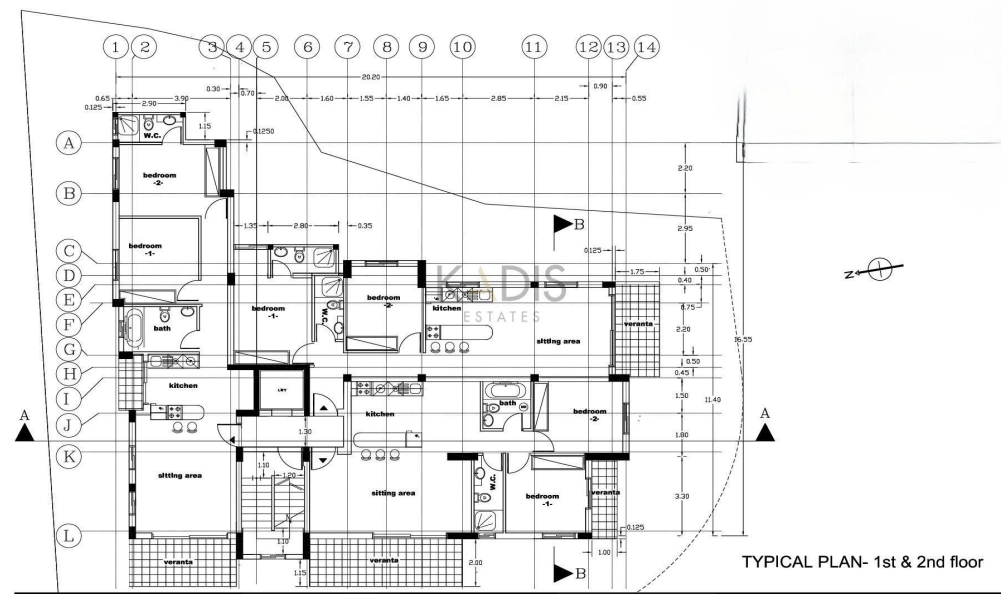 1 2 3 4 5 6 7 8 9 10 11 12 13 14
20.20
0.30 0.90
0.65 3.90 0.70 2.00 1.60 1.55 1.40 1.65 2.85 2.15 0.55
0.125 2.90
1.15
W.C.
0.1250
A
bedroom
-2-
2.20
B
B
1.35 2.80 0.35
2.95
bedroom
-1-
C
0.125
1.75
0.50
D
0.40
KADIS
ESTATES
E
bedroom
-2-
kitchen
0.75
F
bedroom
-1-
W.C.
veranta
bath
2.20
16.55
sitting area
G
0.50
H
LIFT
0.45
kitchen
I
kitchen
bath
1.50
11.40
A
bedroom
-2-
A
J
1.30
1.80
K
1.10
1.20
sitting area
W.C.
sitting area
bedroom
-1-
veranta
3.30
L
0.125
1.10
1.00
veranta
1.15
veranta
2.00
B
N
TYPICAL PLAN- 1st & 2nd floor